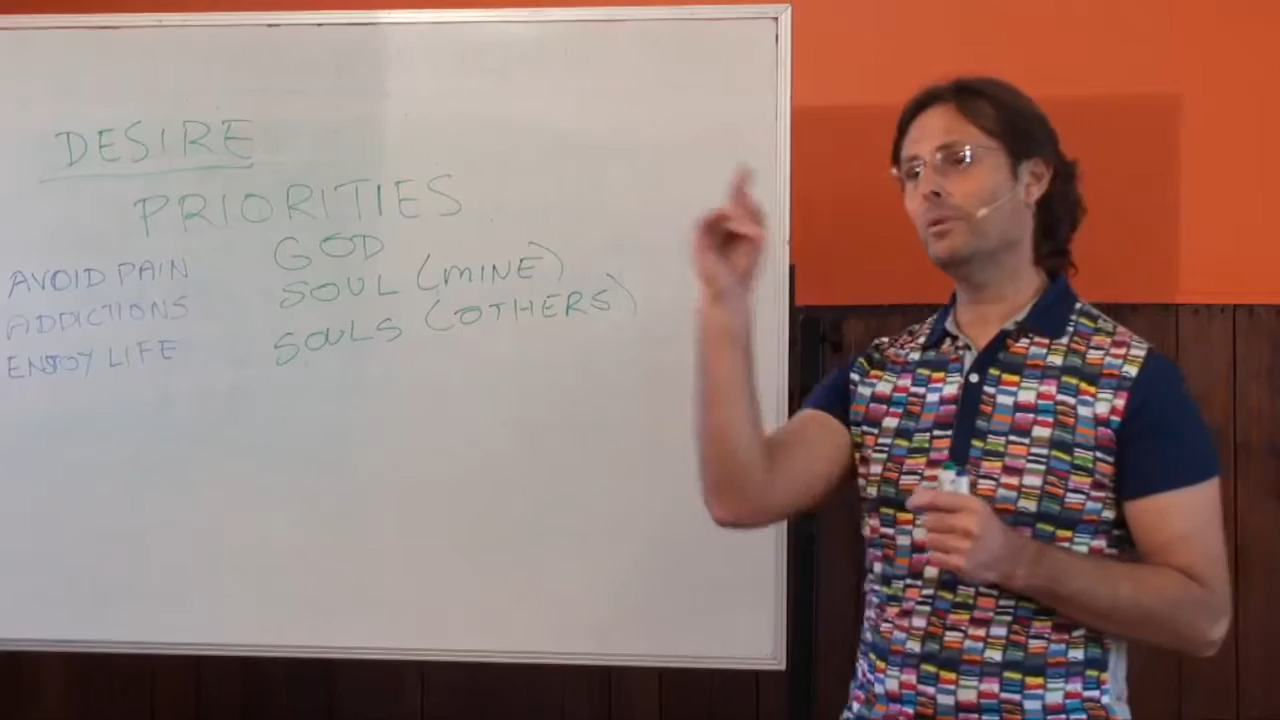 DESIRE
PRIORITIES
GOD
AVOID PAIN
SOUL (MINE)
ADDICTIONS
SOULS (OTHERS)
ENJOY LIFE